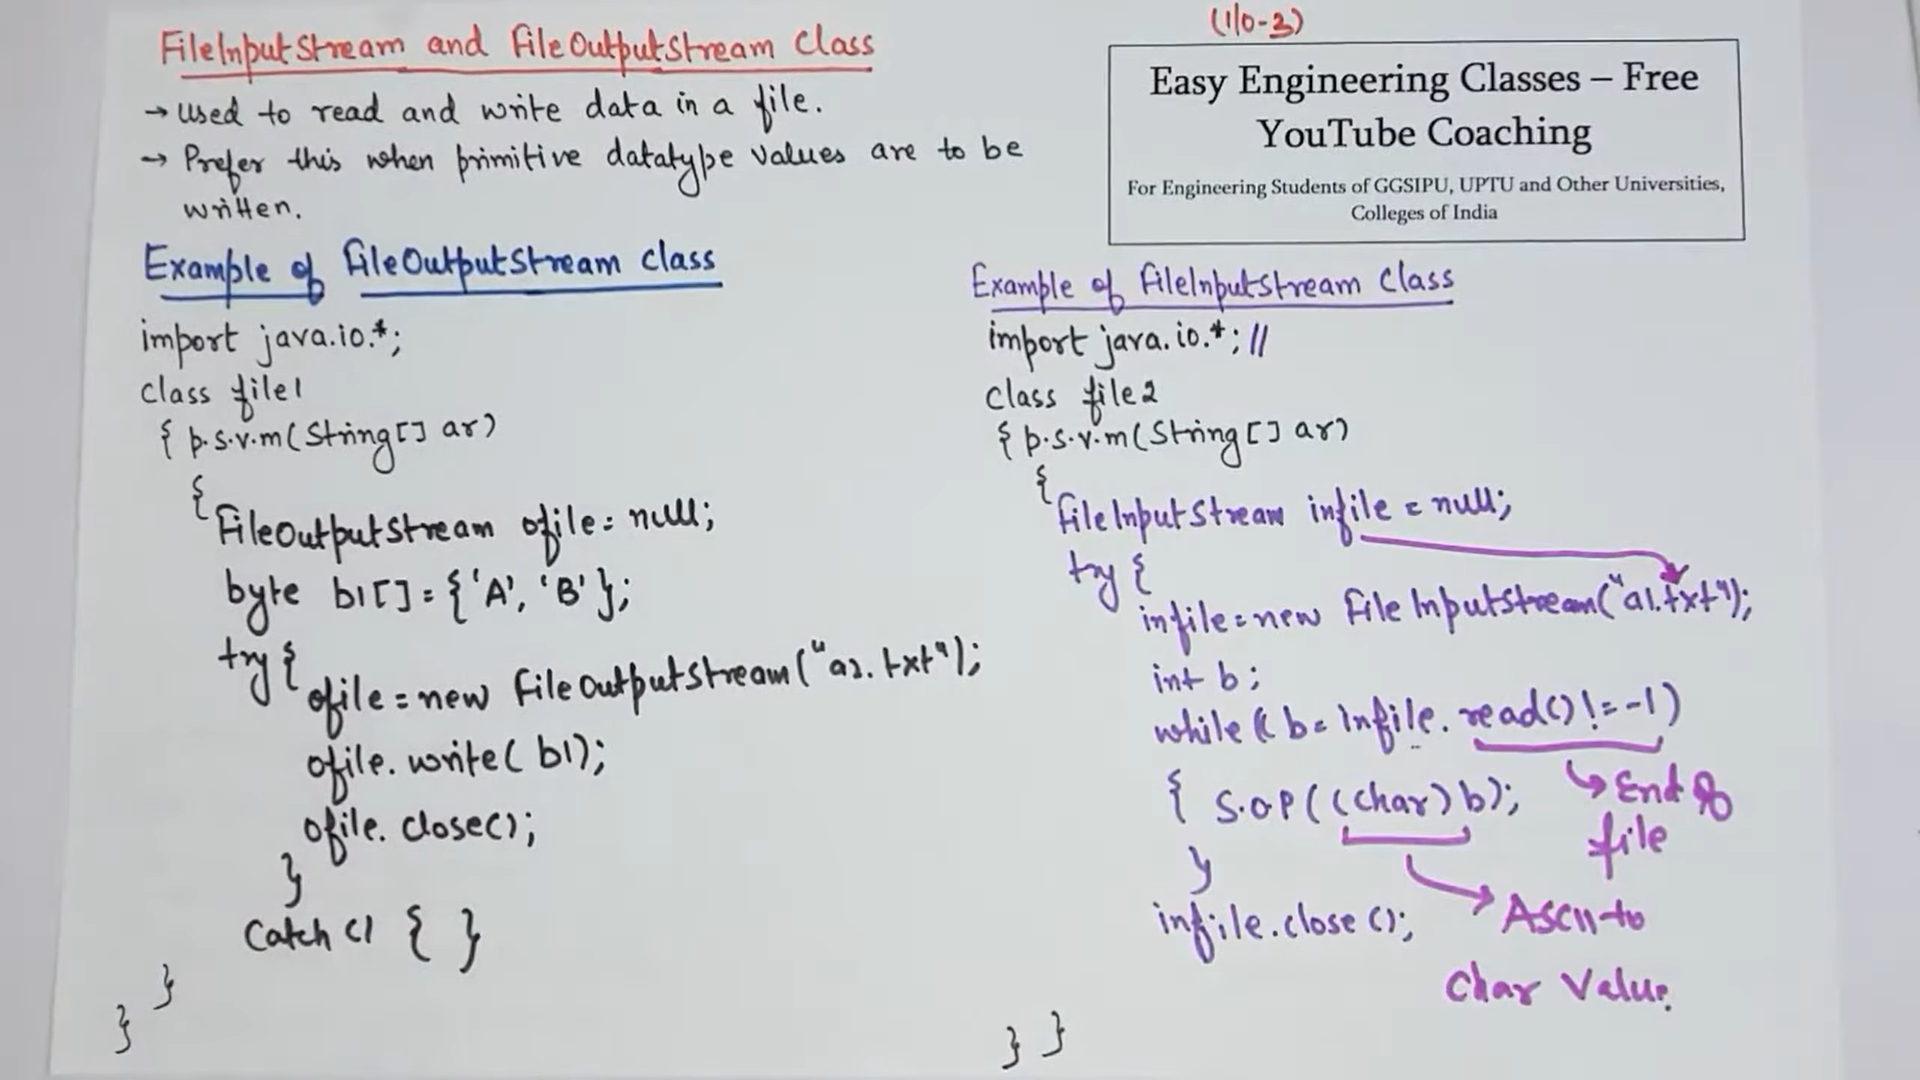 (I/O-3)
FileInputStream and FileOutputStream Class
→ Used to read and write data in a file.
→ Prefer this when primitive datatype values are to be
written.
Easy Engineering Classes – Free
YouTube Coaching
For Engineering Students of GGSIPU, UPTU and Other Universities,
Colleges of India
Example of FileOutputStream class
import java.io.*;
class file1
{ p.s.v.m(String[] ar)
{
FileOutputStream ofile = null;
byte b1[] = {'A', 'B'};
try {
ofile = new FileOutputStream("a1.txt");
ofile.write(b1);
ofile.close();
}
Catch () { }
}
}
Example of FileInputStream Class
import java.io.*; //
class file2
{ p.s.v.m(String[] ar)
{
FileInputStream infile = null;
try {
infile = new FileInputStream("a1.txt");
int b;
while (( b = infile. read() != -1)
→ End of
file
{ S.O.P((char) b);
}
→ ASCII to
Char Value.
infile.close();
} }